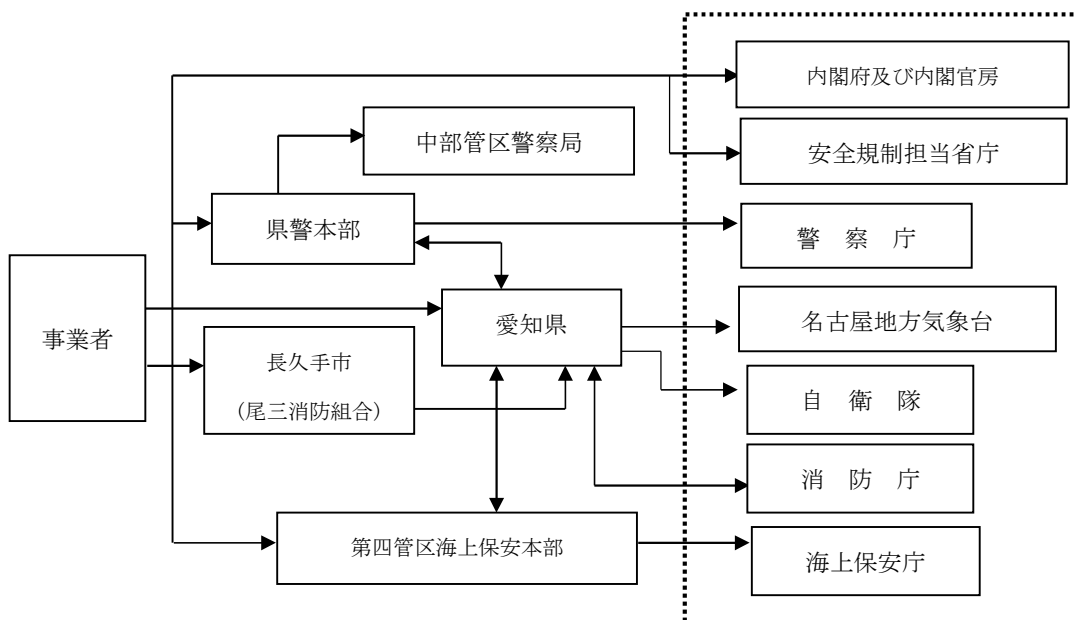 内閣府及び内閣官房
中部管区警察局
安全規制担当省庁
県警本部
警 察 庁
事業者
愛知県
名古屋地方気象台
長久手市
(尾三消防組合)
自 衛 隊
消 防 庁
第四管区海上保安本部
海上保安庁